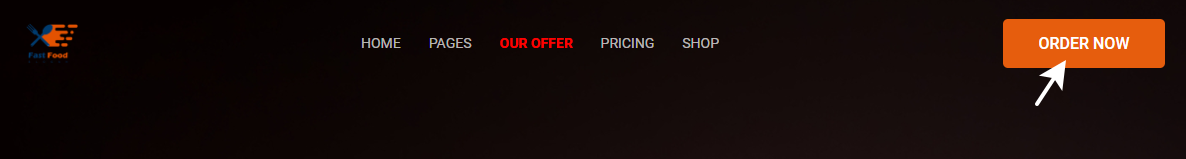 Fast Food
HOME PAGES OUR OFFER PRICING SHOP
ORDER NOW